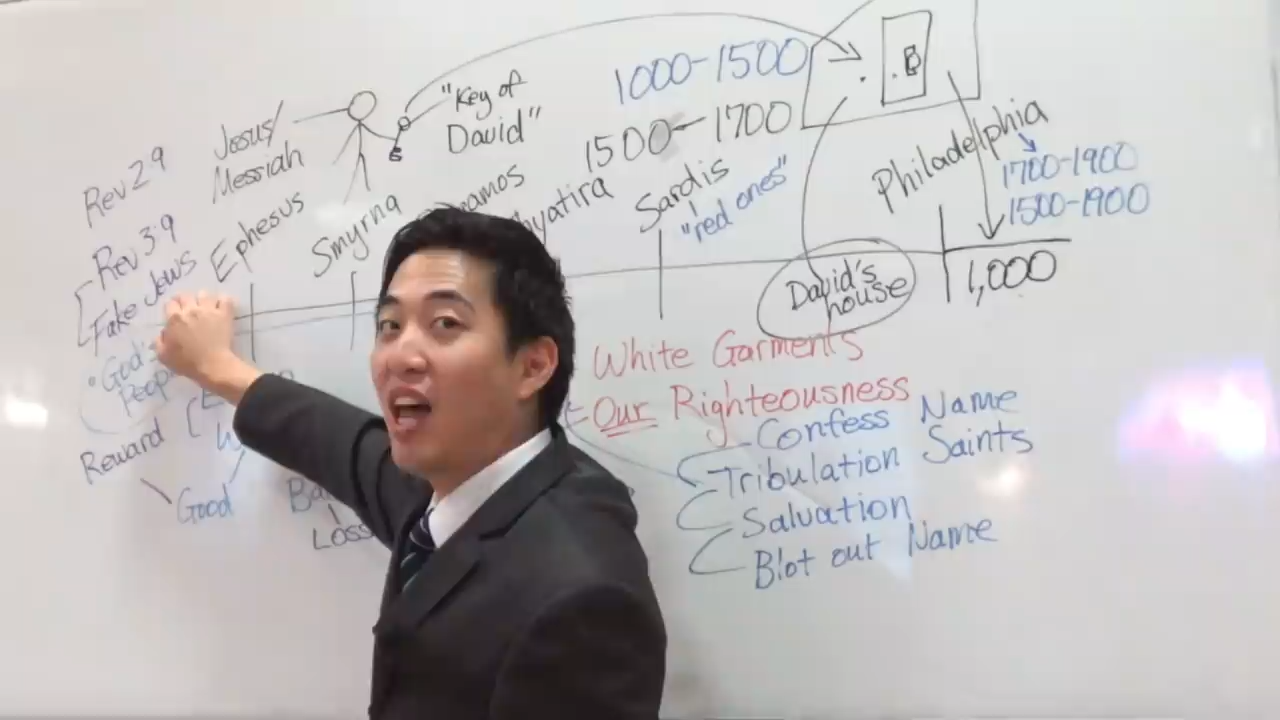 Rev 2:9
Rev 3:9
Fake Jews
"God's
Reward
Good
Loss
Jesus/
Messiah
"Key of
David"
Ephesus
Smyrna
Sardis
"red ones"
1000-1500
1500-1700
B
Philadelphia
1700-1900
1500-1900
David's
house
1,000
White Garments
Our Righteousness
Confess Name
Tribulation Saints
Salvation
Blot out Name